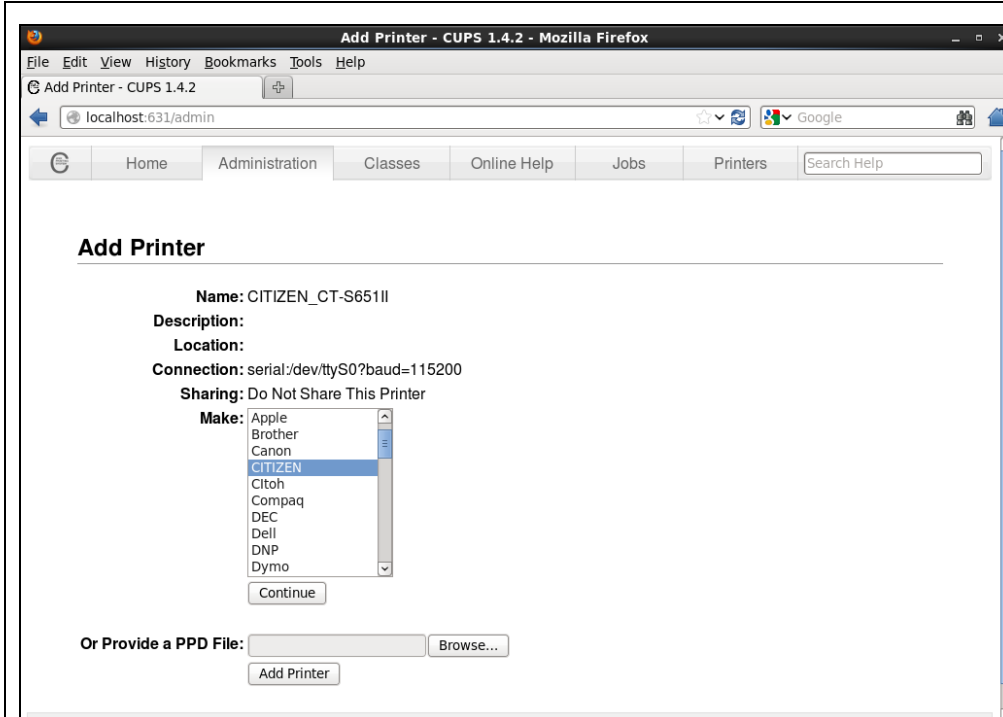 Add Printer - CUPS 1.4.2 - Mozilla Firefox
File Edit View History Bookmarks Tools Help
Add Printer - CUPS 1.4.2
localhost:631/admin
Google
Home Administration Classes Online Help Jobs Printers Search Help
Add Printer
Name: CITIZEN_CT-S651II
Description:
Location:
Connection: serial:/dev/ttyS0?baud=115200
Sharing: Do Not Share This Printer
Make: Apple
Brother
Canon
CITIZEN
CItoh
Compaq
DEC
Dell
DNP
Dymo
Continue
Or Provide a PPD File: Browse...
Add Printer